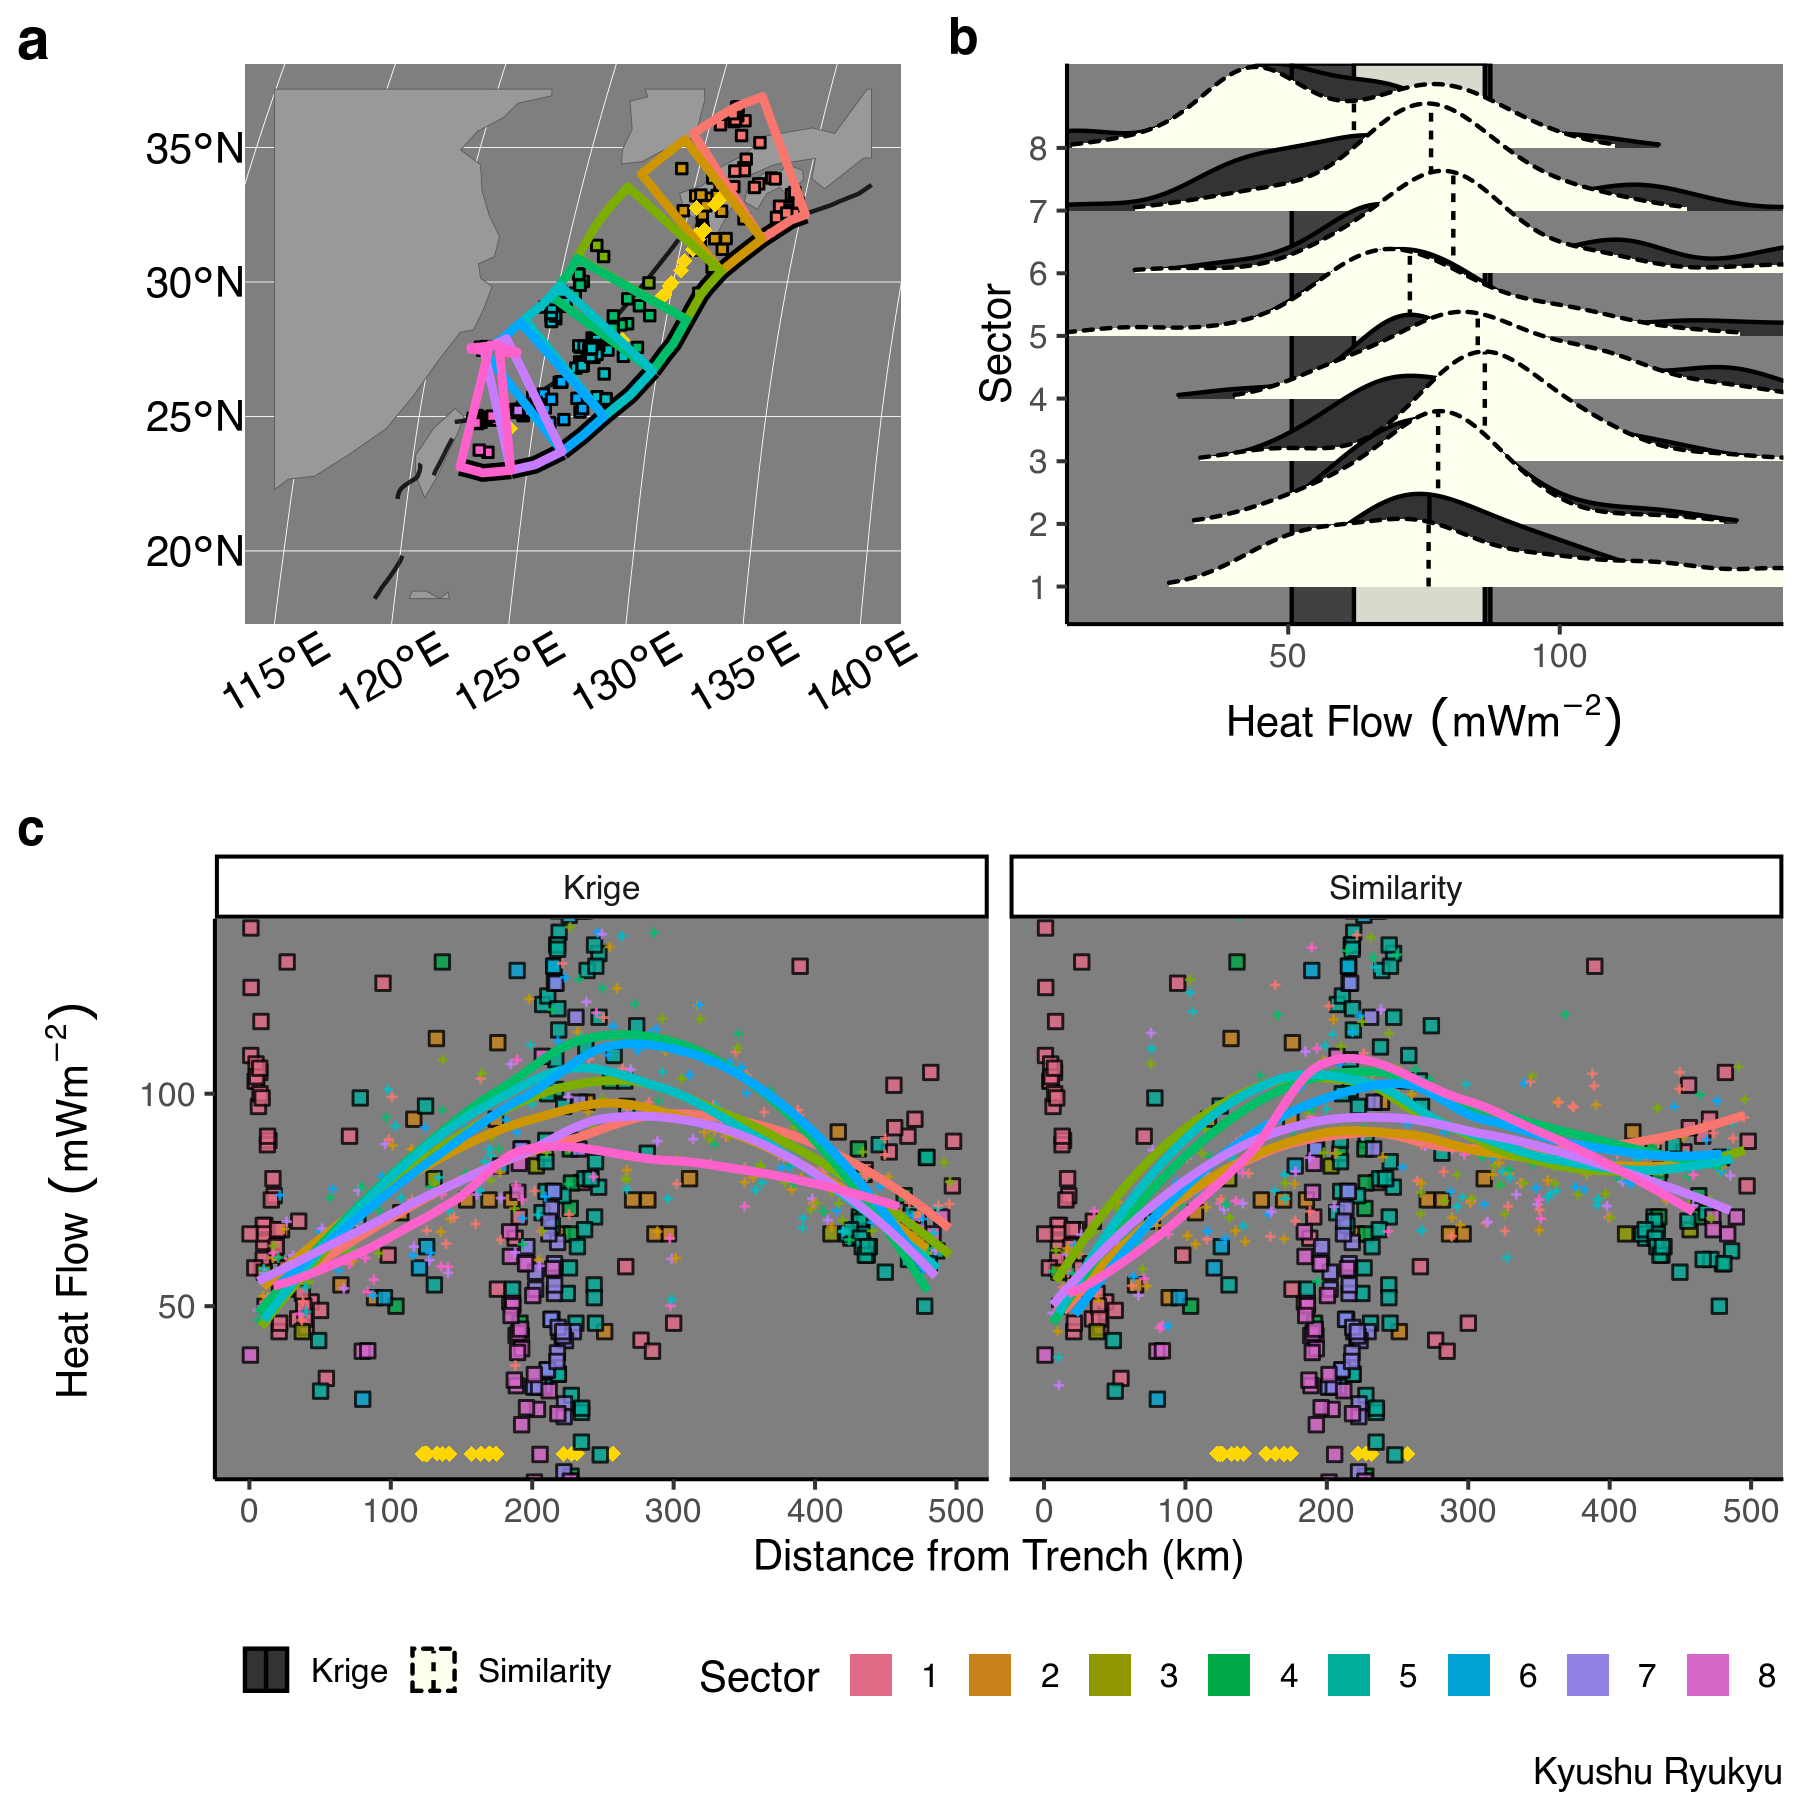 a
b
35°N
30°N
25°N
20°N
115°E
120°E
125°E
130°E
135°E
140°E
Sector
8
7
6
5
4
3
2
1
50
100
Heat Flow (mWm⁻²)
c
Krige
Similarity
Heat Flow (mWm⁻²)
100
50
0 100 200 300 400 500
0 100 200 300 400 500
Distance from Trench (km)
Krige Similarity Sector 1 2 3 4 5 6 7 8
Kyushu Ryukyu